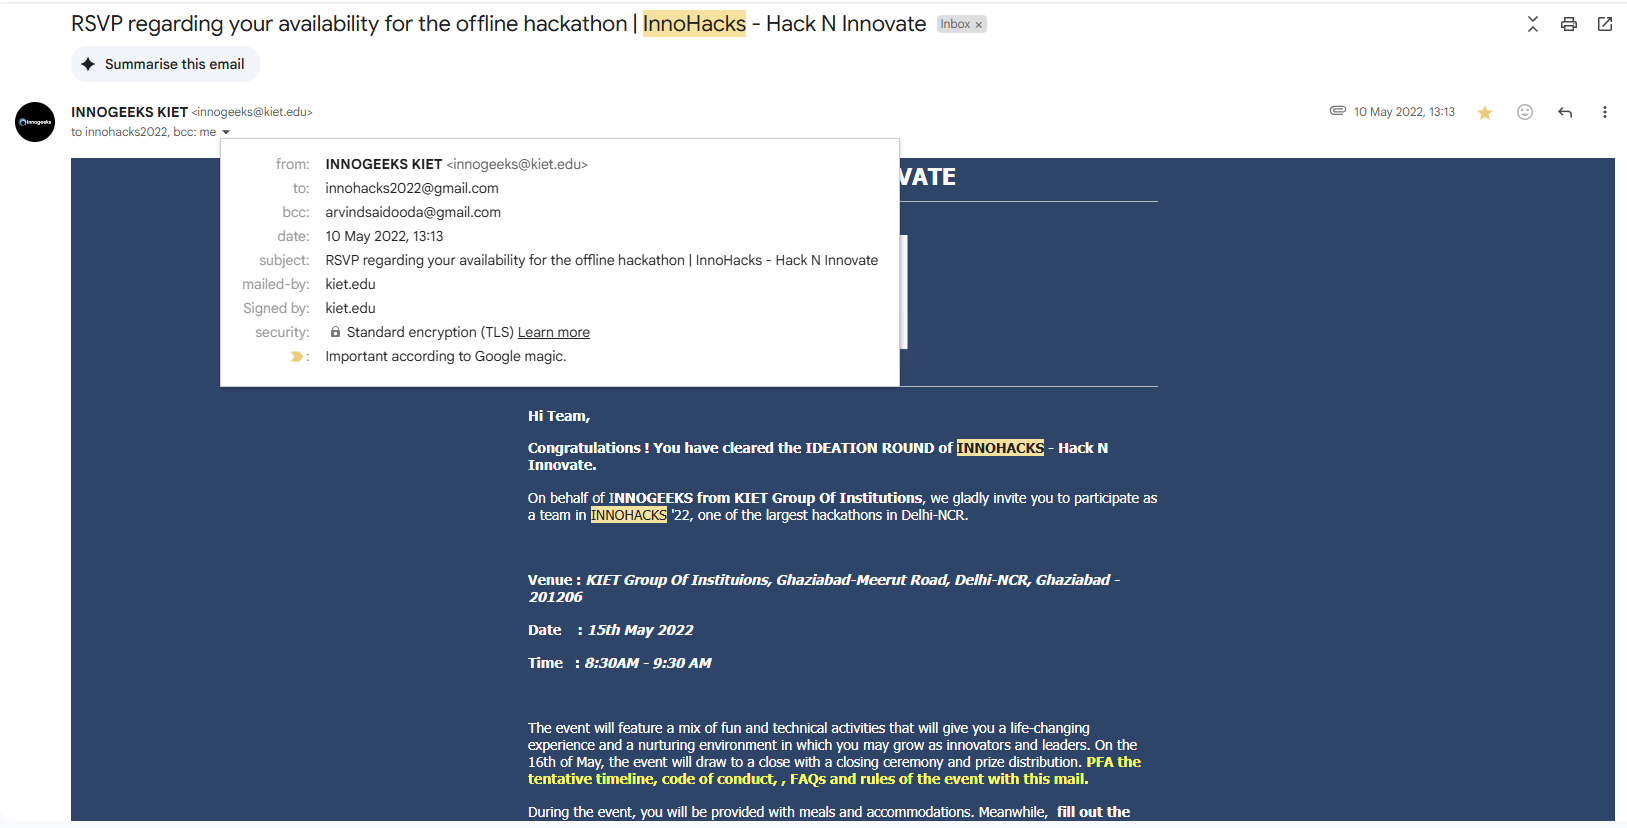 RSVP regarding your availability for the offline hackathon | InnoHacks - Hack N Innovate Inbox ×
Summarise this email
INNOGEEKS KIET <innogeeks@kiet.edu> 10 May 2022, 13:13
to innohacks2022, bcc: me
Innogeeks
VATE
from: INNOGEEKS KIET <innogeeks@kiet.edu>
to: innohacks2022@gmail.com
bcc: arvindsaidooda@gmail.com
date: 10 May 2022, 13:13
subject: RSVP regarding your availability for the offline hackathon | InnoHacks - Hack N Innovate
mailed-by: kiet.edu
Signed by: kiet.edu
security: Standard encryption (TLS) Learn more
: Important according to Google magic.
Hi Team,
Congratulations ! You have cleared the IDEATION ROUND of INNOHACKS - Hack N
Innovate.
On behalf of INNOGEEKS from KIET Group Of Institutions, we gladly invite you to participate as
a team in INNOHACKS '22, one of the largest hackathons in Delhi-NCR.
Venue : KIET Group Of Instituions, Ghaziabad-Meerut Road, Delhi-NCR, Ghaziabad -
201206
Date : 15th May 2022
Time : 8:30AM - 9:30 AM
The event will feature a mix of fun and technical activities that will give you a life-changing
experience and a nurturing environment in which you may grow as innovators and leaders. On the
16th of May, the event will draw to a close with a closing ceremony and prize distribution. PFA the
tentative timeline, code of conduct, , FAQs and rules of the event with this mail.
During the event, you will be provided with meals and accommodations. Meanwhile, fill out the